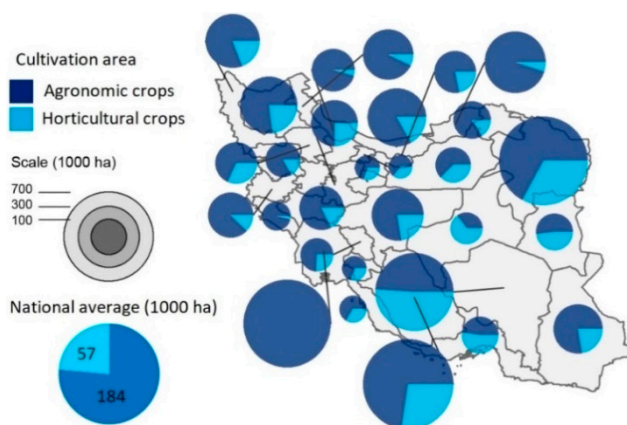 Cultivation area
Agronomic crops
Horticultural crops
Scale (1000 ha)
700
300
100
National average (1000 ha)
57
184